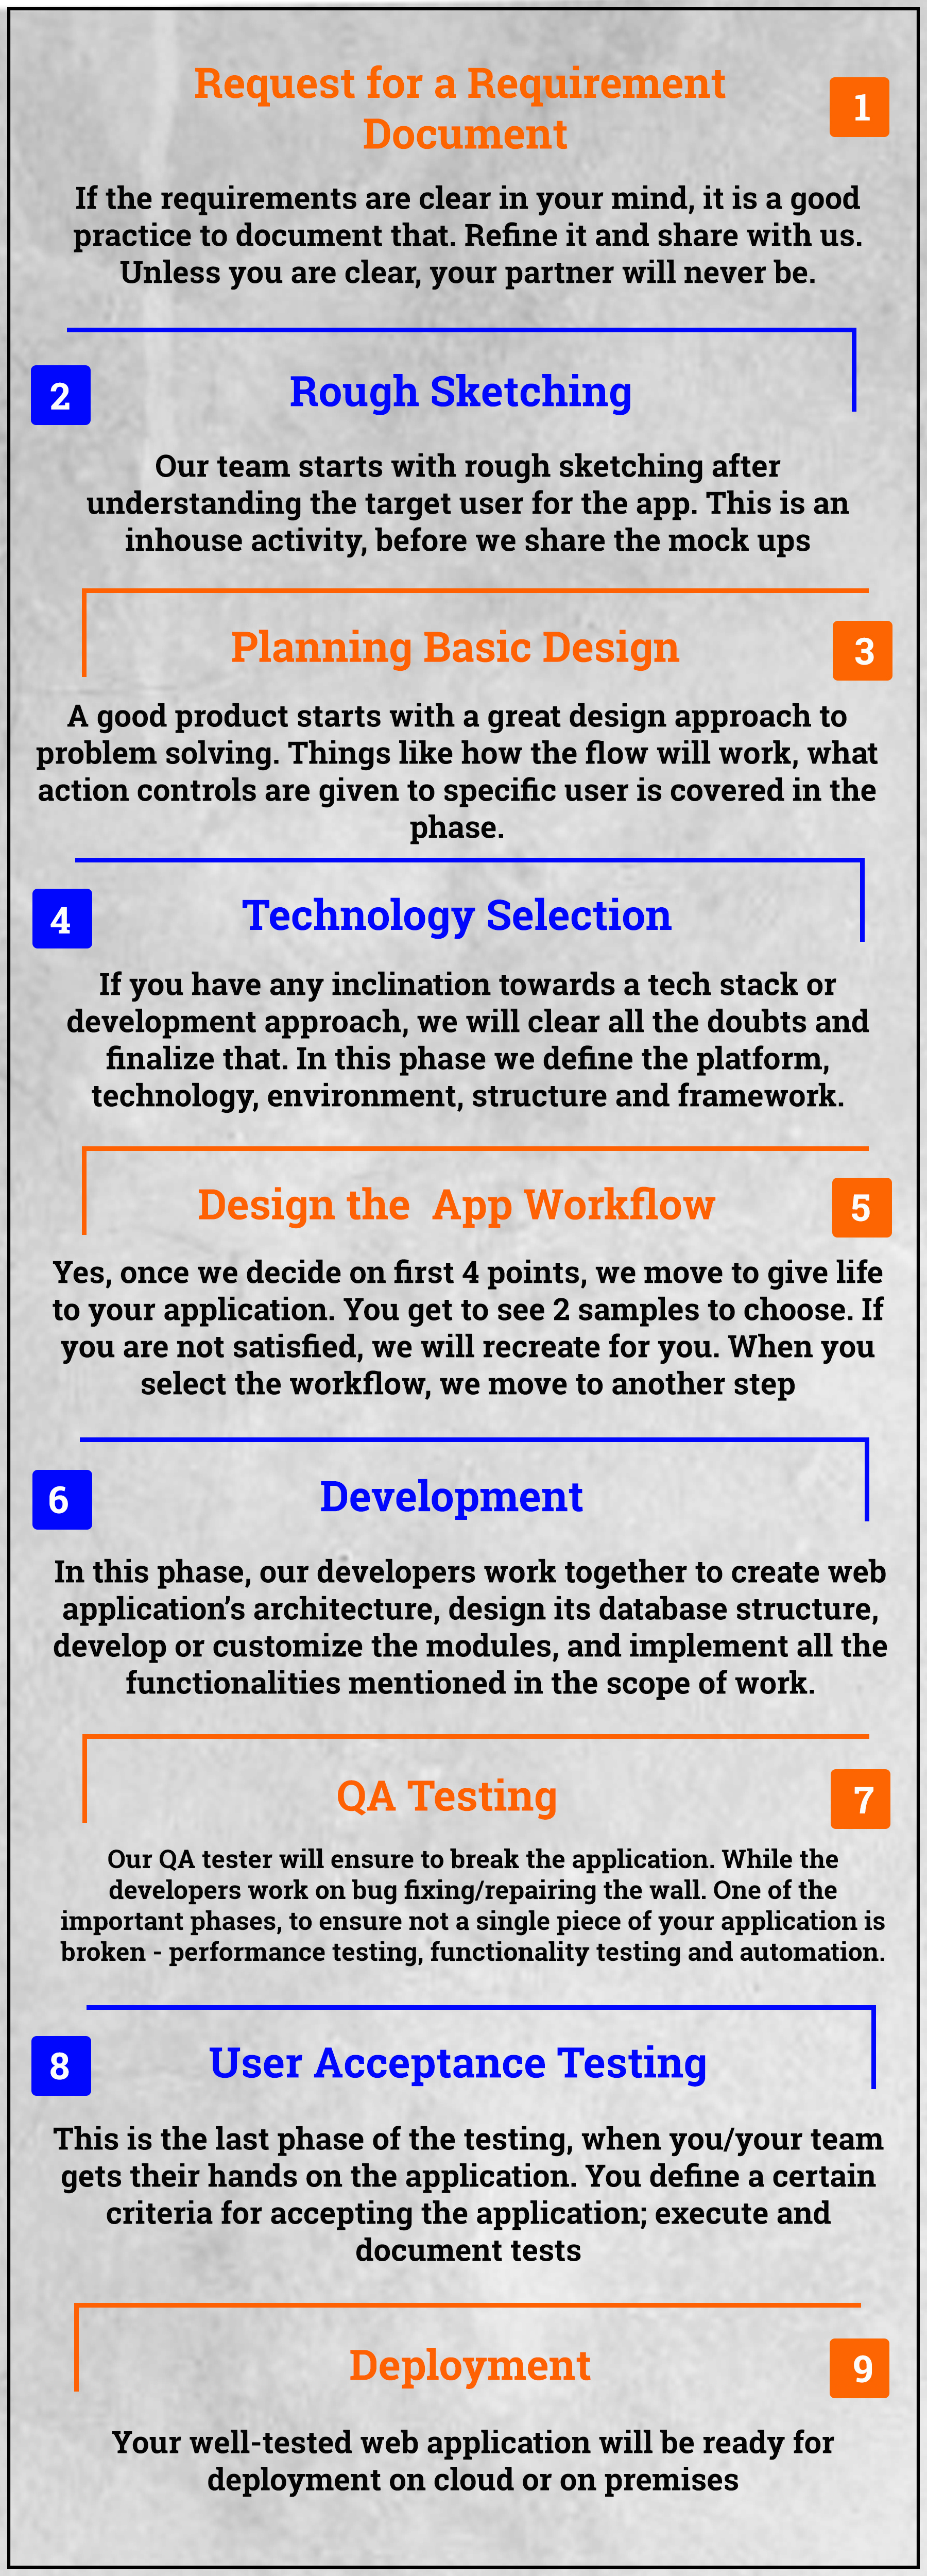 Request for a Requirement
Document
1
If the requirements are clear in your mind, it is a good
practice to document that. Refine it and share with us.
Unless you are clear, your partner will never be.
2
Rough Sketching
Our team starts with rough sketching after
understanding the target user for the app. This is an
inhouse activity, before we share the mock ups
Planning Basic Design
3
A good product starts with a great design approach to
problem solving. Things like how the flow will work, what
action controls are given to specific user is covered in the
phase.
4
Technology Selection
If you have any inclination towards a tech stack or
development approach, we will clear all the doubts and
finalize that. In this phase we define the platform,
technology, environment, structure and framework.
Design the  App Workflow
5
Yes, once we decide on first 4 points, we move to give life
to your application. You get to see 2 samples to choose. If
you are not satisfied, we will recreate for you. When you
select the workflow, we move to another step
6
Development
In this phase, our developers work together to create web
application’s architecture, design its database structure,
develop or customize the modules, and implement all the
functionalities mentioned in the scope of work.
QA Testing
7
Our QA tester will ensure to break the application. While the
developers work on bug fixing/repairing the wall. One of the
important phases, to ensure not a single piece of your application is
broken - performance testing, functionality testing and automation.
8
User Acceptance Testing
This is the last phase of the testing, when you/your team
gets their hands on the application. You define a certain
criteria for accepting the application; execute and
document tests
Deployment
9
Your well-tested web application will be ready for
deployment on cloud or on premises